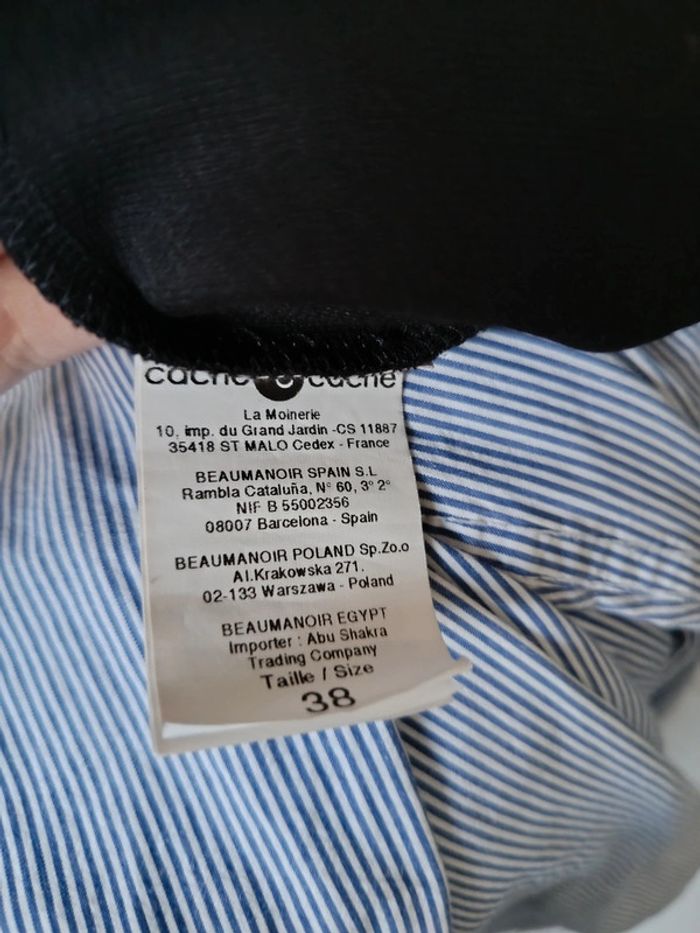 cache cache
La Moinerie
10, imp. du Grand Jardin -CS 11887
35418 ST MALO Cedex - France
BEAUMANOIR SPAIN S.L
Rambla Cataluña, N° 60, 3° 2°
NIF B 55002356
08007 Barcelona - Spain
BEAUMANOIR POLAND Sp.Zo.o
Al.Krakowska 271.
02-133 Warszawa - Poland
BEAUMANOIR EGYPT
Importer : Abu Shakra
Trading Company
Taille / Size
38